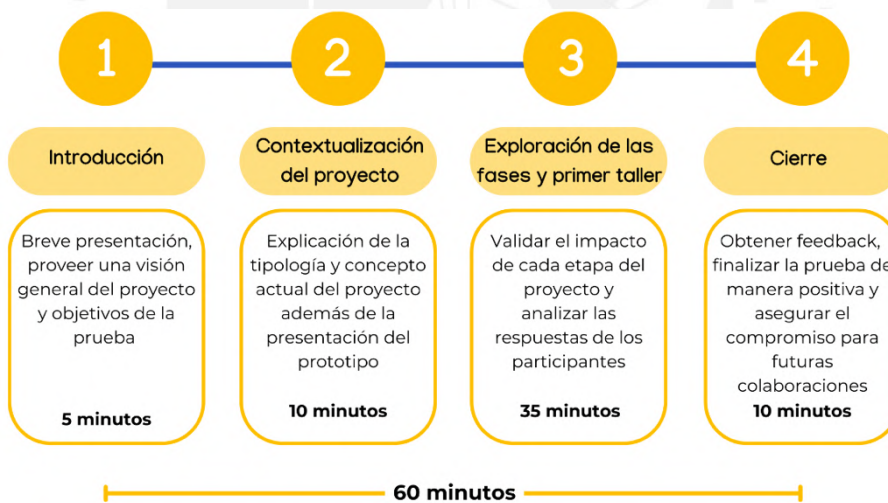 1
2
3
4
Introducción
Contextualización
del proyecto
Exploración de las
fases y primer taller
Cierre
Breve presentación,
proveer una visión
general del proyecto
y objetivos de la
prueba
5 minutos
Explicación de la
tipología y concepto
actual del proyecto
además de la
presentación del
prototipo
10 minutos
Validar el impacto
de cada etapa del
proyecto y
analizar las
respuestas de los
participantes
35 minutos
Obtener feedback,
finalizar la prueba de
manera positiva y
asegurar el
compromiso para
futuras
colaboraciones
10 minutos
60 minutos